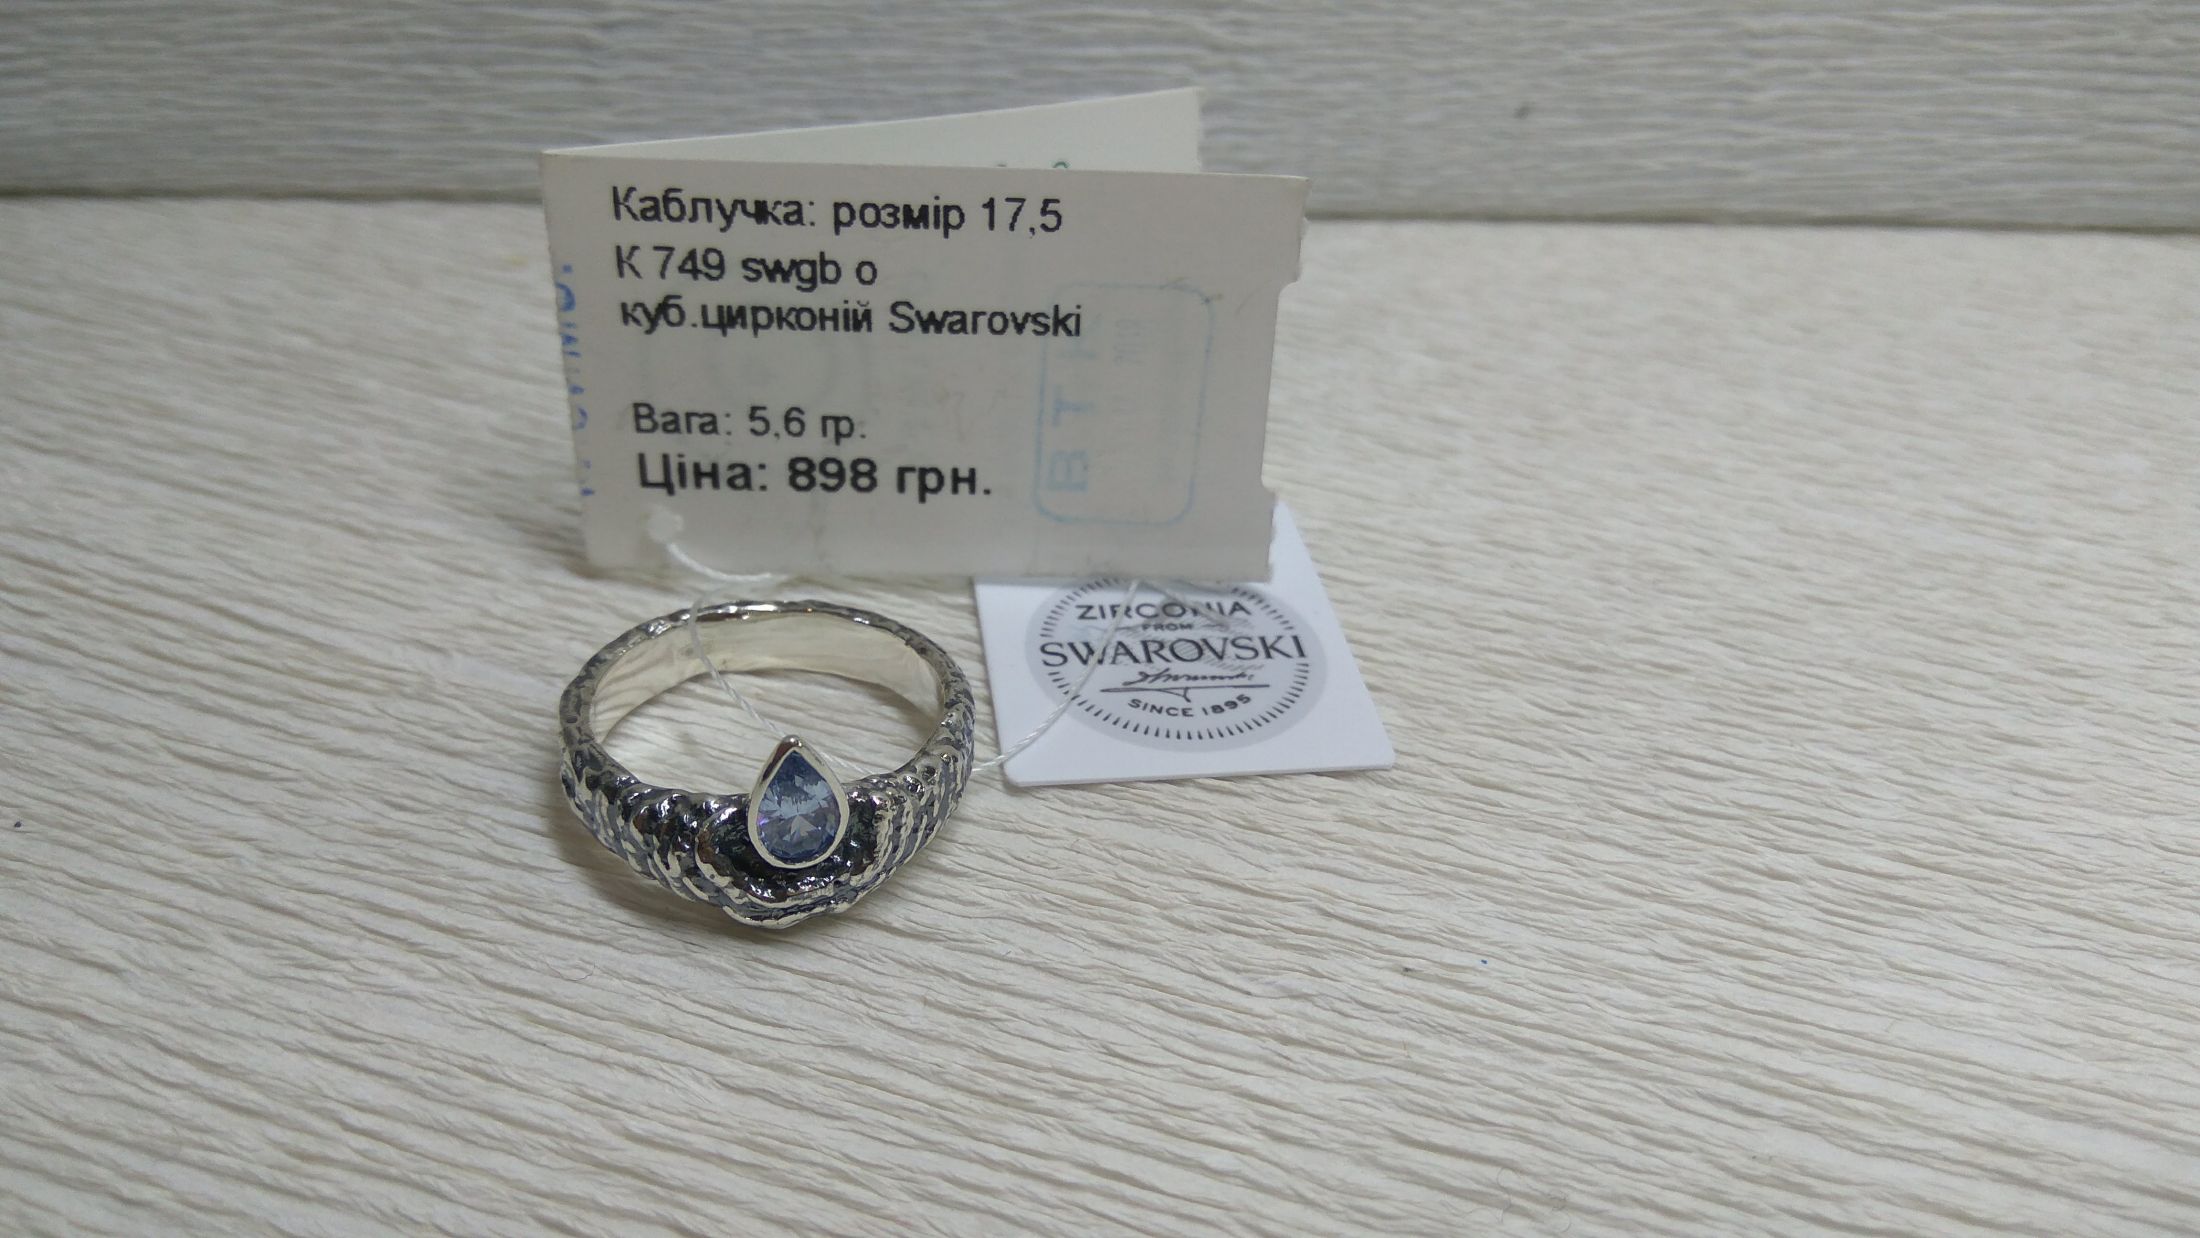 Каблучка: розмір 17,5
К 749 swgb о
куб.цирконій Swarovski
Вага: 5,6 гр.
Ціна: 898 грн.
В Т К
ZIRCONIA
FROM
SWAROVSKI
SINCE 1895